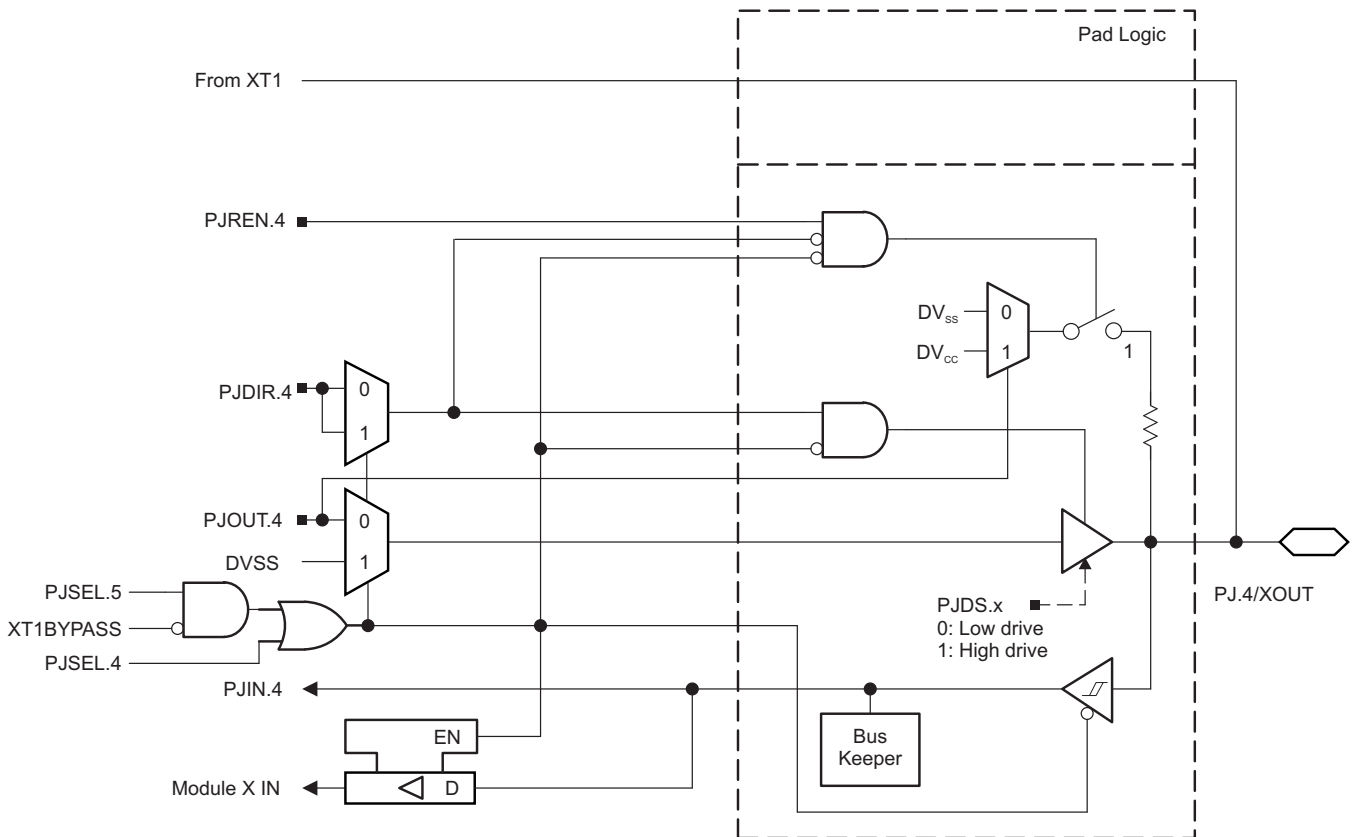 Pad Logic
From XT1
PJREN.4
DVSS
0
DVCC
1
1
PJDIR.4
0
1
PJOUT.4
0
DVSS
1
PJSEL.5
XT1BYPASS
PJSEL.4
PJDS.x
0: Low drive
1: High drive
PJ.4/XOUT
PJIN.4
EN
Bus
Keeper
Module X IN
D